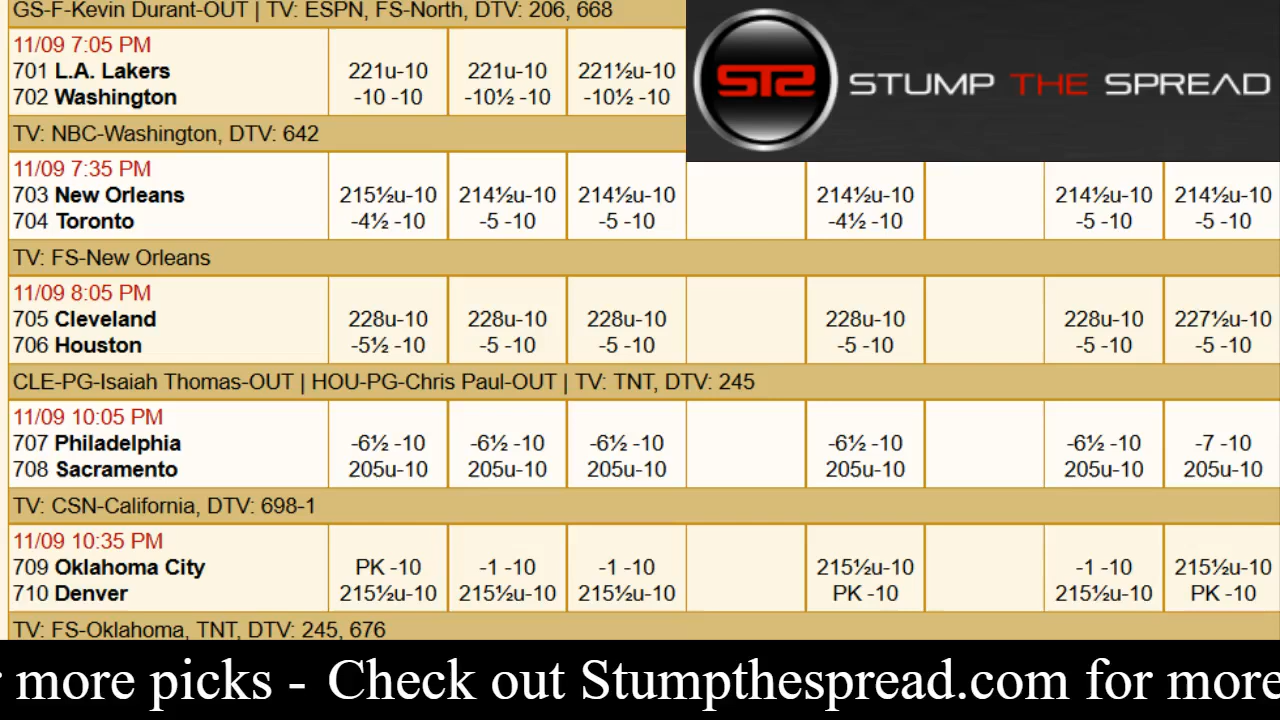 GS-F-Kevin Durant-OUT | TV: ESPN, FS-North, DTV: 206, 668
STS STUMP THE SPREAD
11/09 7:05 PM
701 L.A. Lakers 221u-10 221u-10 221½u-10
702 Washington -10 -10 -10½ -10 -10½ -10
TV: NBC-Washington, DTV: 642
11/09 7:35 PM
703 New Orleans 215½u-10 214½u-10 214½u-10 214½u-10 214½u-10 214½u-10
704 Toronto -4½ -10 -5 -10 -5 -10 -4½ -10 -5 -10 -5 -10
TV: FS-New Orleans
11/09 8:05 PM
705 Cleveland 228u-10 228u-10 228u-10 228u-10 228u-10 227½u-10
706 Houston -5½ -10 -5 -10 -5 -10 -5 -10 -5 -10 -5 -10
CLE-PG-Isaiah Thomas-OUT | HOU-PG-Chris Paul-OUT | TV: TNT, DTV: 245
11/09 10:05 PM
707 Philadelphia -6½ -10 -6½ -10 -6½ -10 -6½ -10 -6½ -10 -7 -10
708 Sacramento 205u-10 205u-10 205u-10 205u-10 205u-10 205u-10
TV: CSN-California, DTV: 698-1
11/09 10:35 PM
709 Oklahoma City PK -10 -1 -10 -1 -10 215½u-10 -1 -10 215½u-10
710 Denver 215½u-10 215½u-10 215½u-10 PK -10 215½u-10 PK -10
TV: FS-Oklahoma, TNT, DTV: 245, 676
more picks - Check out Stumpthespread.com for more